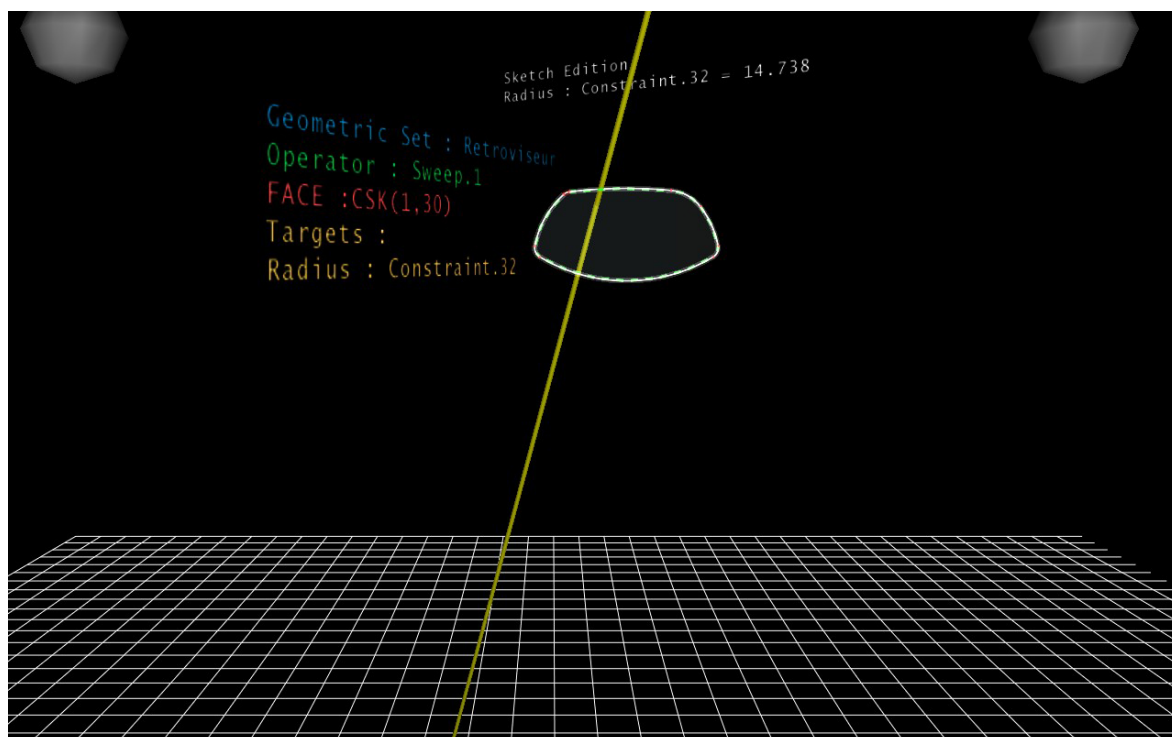 Sketch Edition
Radius : Constraint.32 = 14.738
Geometric Set : Retroviseur
Operator : Sweep.1
FACE :CSK(1,30)
Targets :
Radius : Constraint.32